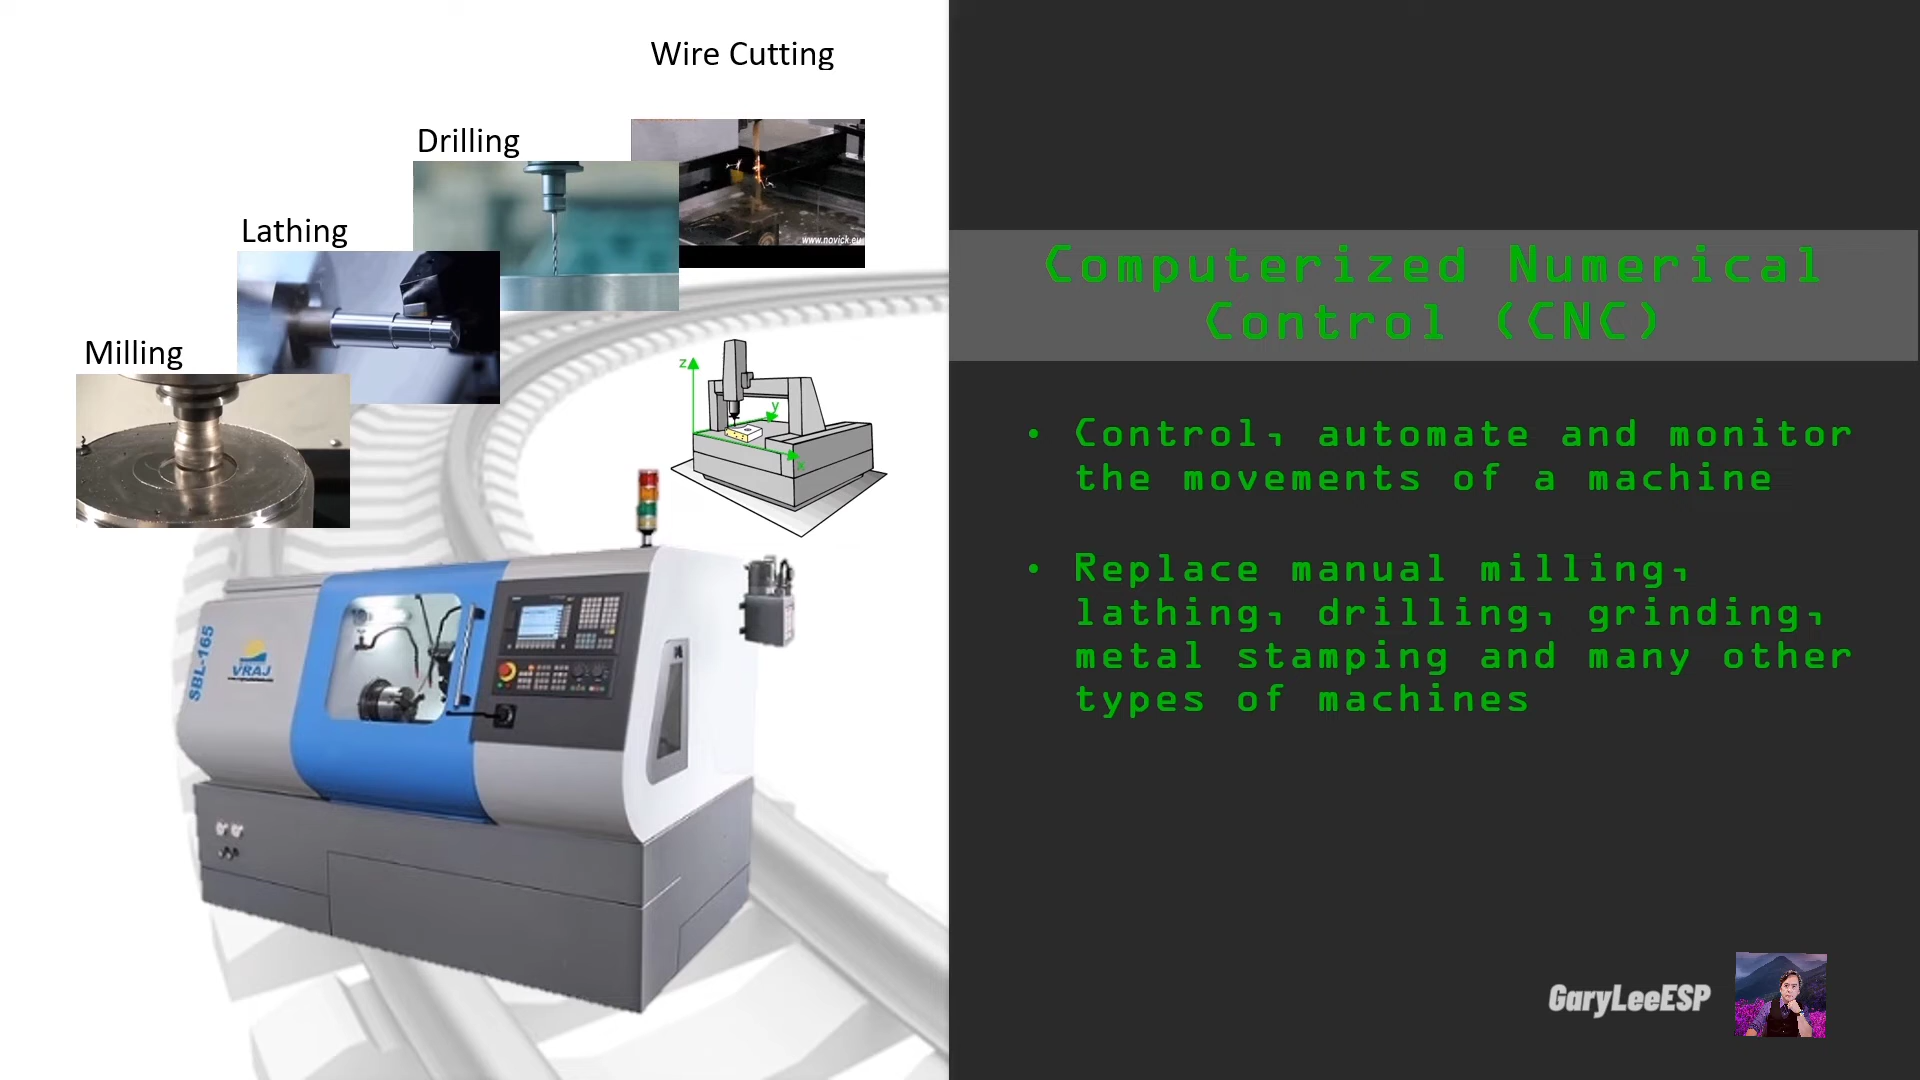 Wire Cutting
Drilling
Lathing
Milling
www.novick.eu
z
y
x
SBL-165
VRAJ
Computerized Numerical
Control (CNC)
• Control, automate and monitor
the movements of a machine
• Replace manual milling,
lathing, drilling, grinding,
metal stamping and many other
types of machines
GaryLeeESP